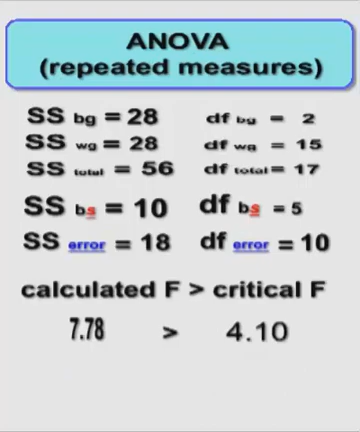 ANOVA
(repeated measures)
SS bg = 28 df bg = 2
SS wg = 28 df wg = 15
SS total = 56 df total = 17
SS bs = 10 df bs = 5
SS error = 18 df error = 10
calculated F > critical F
7.78 > 4.10